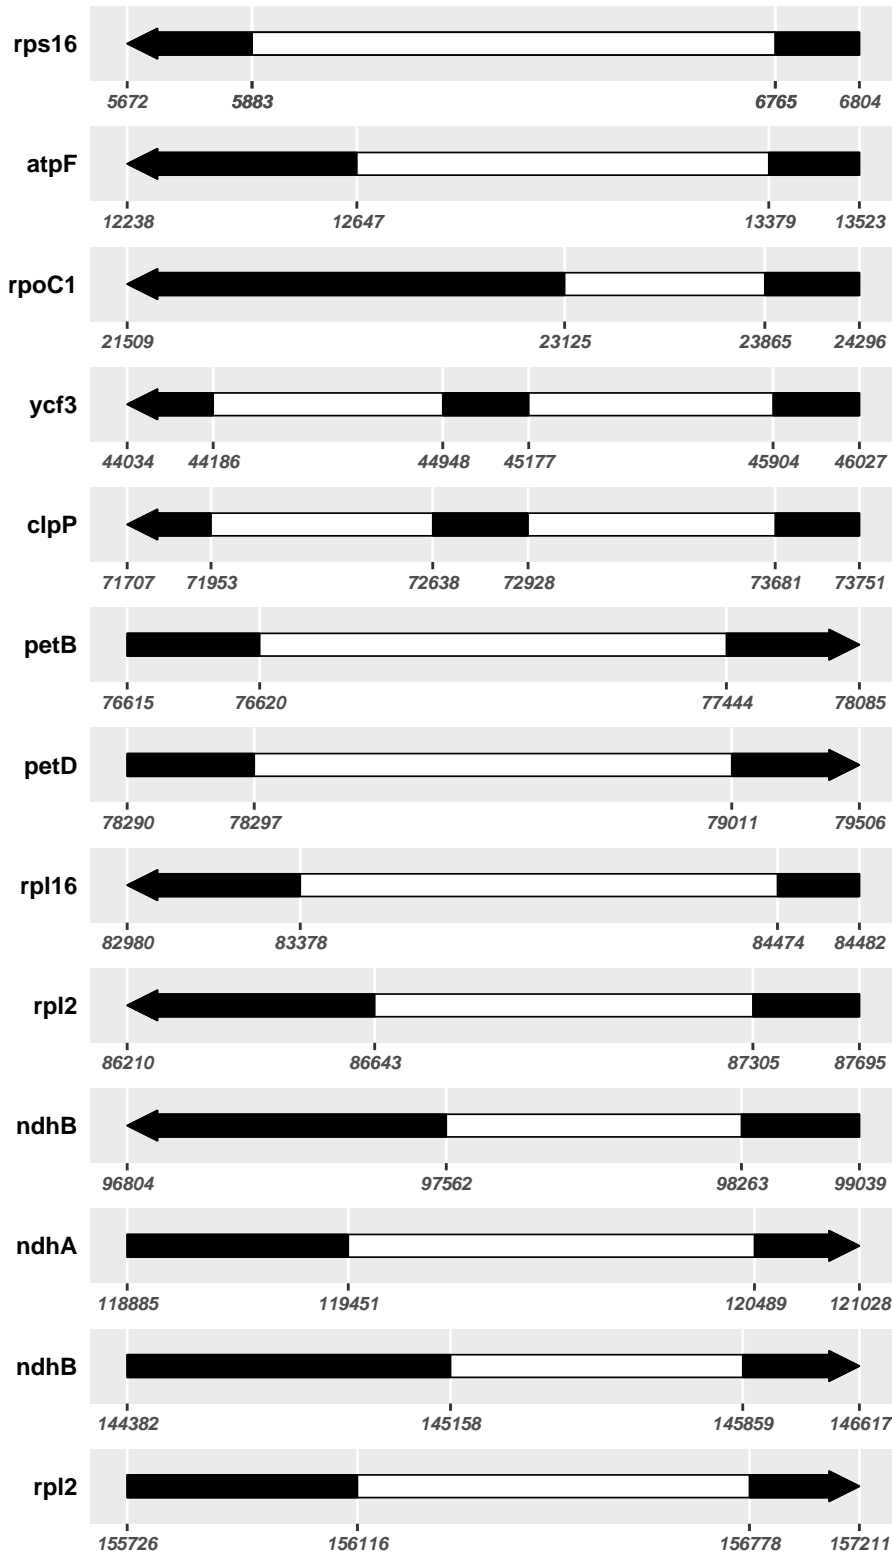 rps16
5672 5883 6765 6804
atpF
12238 12647 13379 13523
rpoC1
21509 23125 23865 24296
ycf3
44034 44186 44948 45177 45904 46027
clpP
71707 71953 72638 72928 73681 73751
petB
76615 76620 77444 78085
petD
78290 78297 79011 79506
rpl16
82980 83378 84474 84482
rpl2
86210 86643 87305 87695
ndhB
96804 97562 98263 99039
ndhA
118885 119451 120489 121028
ndhB
144382 145158 145859 146617
rpl2
155726 156116 156778 157211